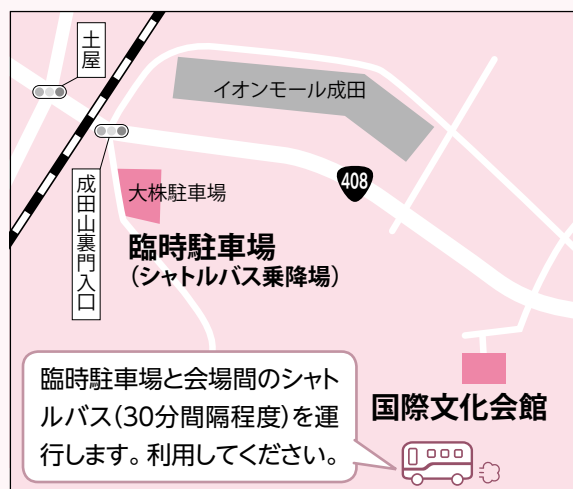 土屋
イオンモール成田
成田山裏門入口
大株駐車場
408
臨時駐車場
（シャトルバス乗降場）
国際文化会館
臨時駐車場と会場間のシャト
ルバス(30分間隔程度)を運
行します。利用してください。